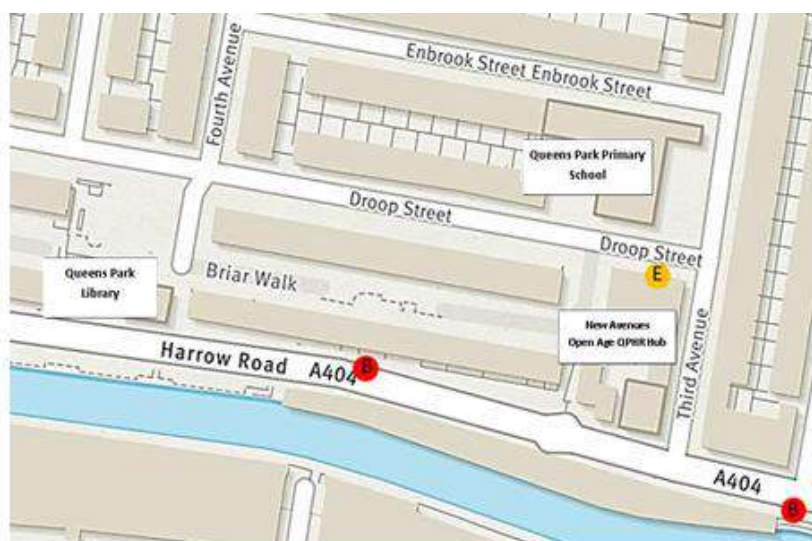 Enbrook Street Enbrook Street
Fourth Avenue
Queens Park Primary
School
Droop Street
Droop Street
E
Queens Park
Library
Briar Walk
New Avenues
Open Age QPHR Hub
Harrow Road A404
B
Third Avenue
A404
B